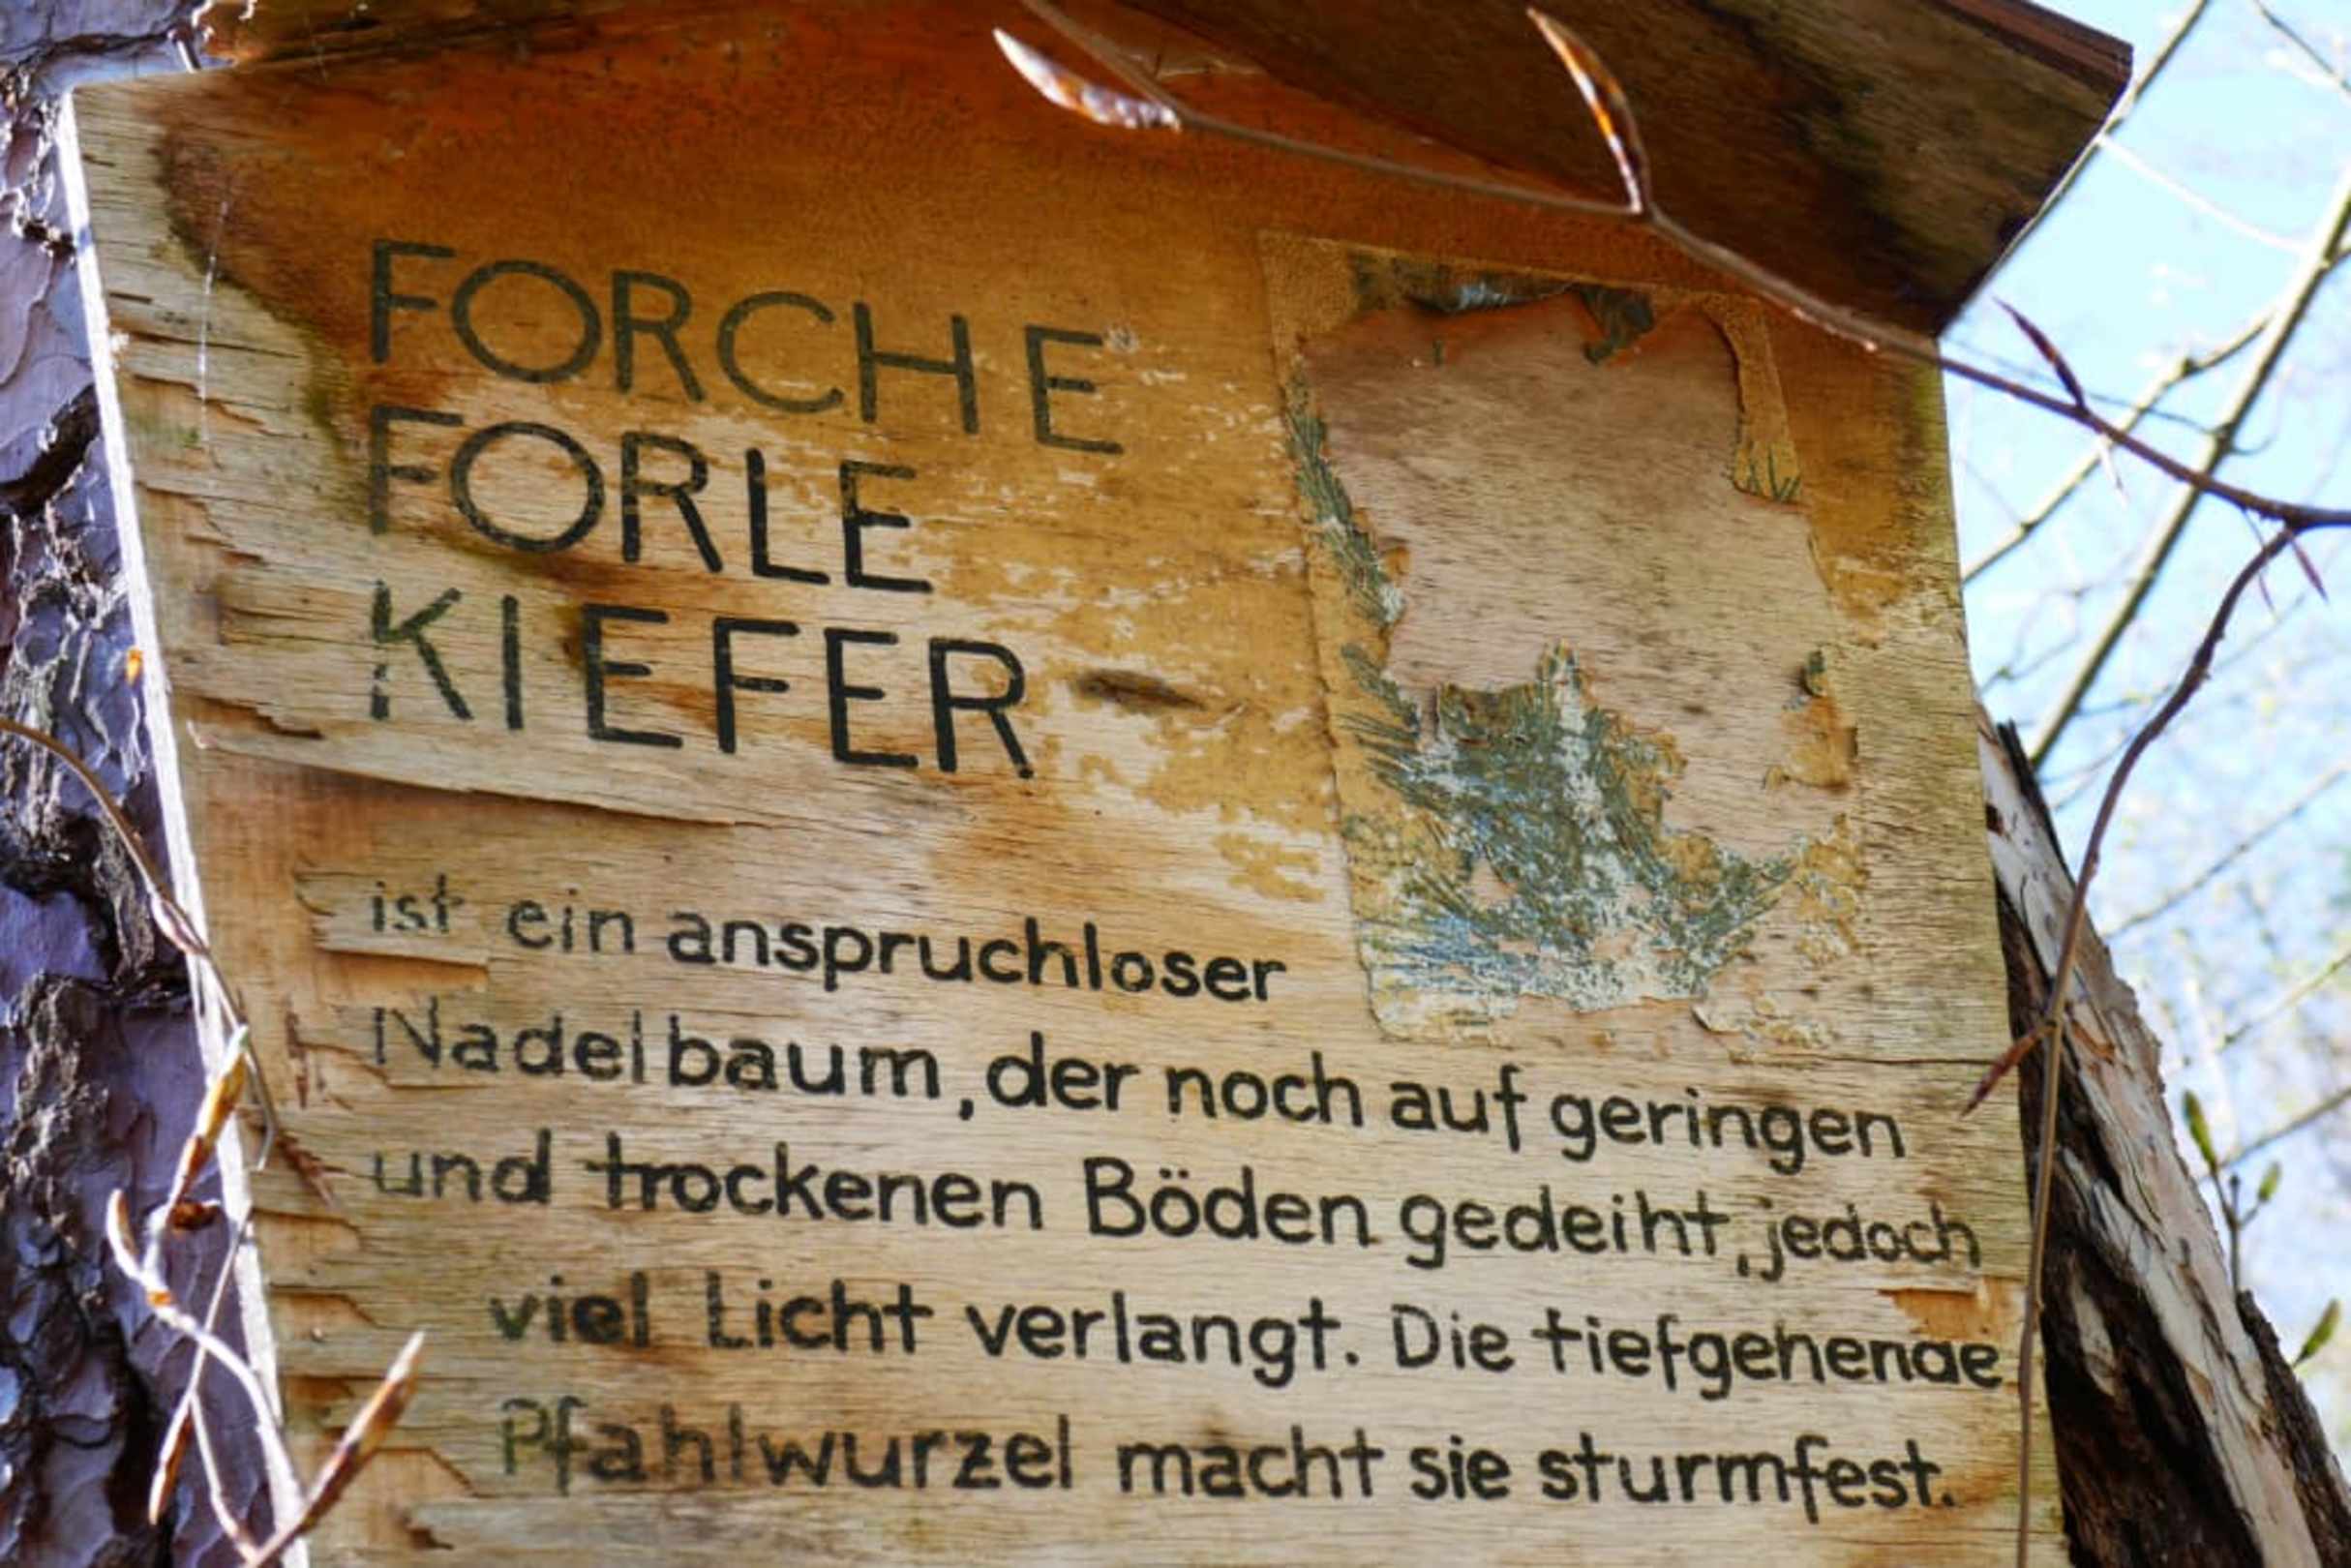 FORCHE
FORLE
KIEFER
ist ein anspruchloser
Nadelbaum, der noch auf geringen
und trockenen Böden gedeiht, jedoch
viel Licht verlangt. Die tiefgehende
Pfahlwurzel macht sie sturmfest.